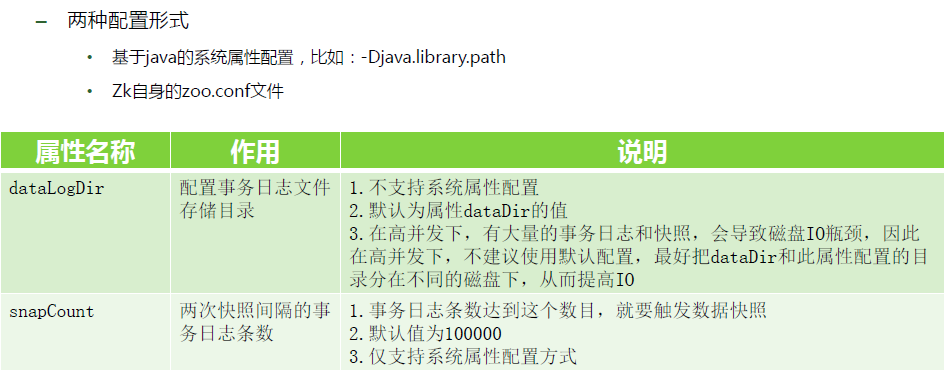 – 两种配置形式
• 基于java的系统属性配置，比如：-Djava.library.path
• Zk自身的zoo.conf文件
属性名称 作用 说明
dataLogDir
配置事务日志文件
存储目录
1.不支持系统属性配置
2.默认为属性dataDir的值
3.在高并发下，有大量的事务日志和快照，会导致磁盘IO瓶颈，因此
在高并发下，不建议使用默认配置，最好把dataDir和此属性配置的目
录分在不同的磁盘下，从而提高IO
snapCount
两次快照间隔的事
务日志条数
1.事务日志条数达到这个数目，就要触发数据快照
2.默认值为100000
3.仅支持系统属性配置方式